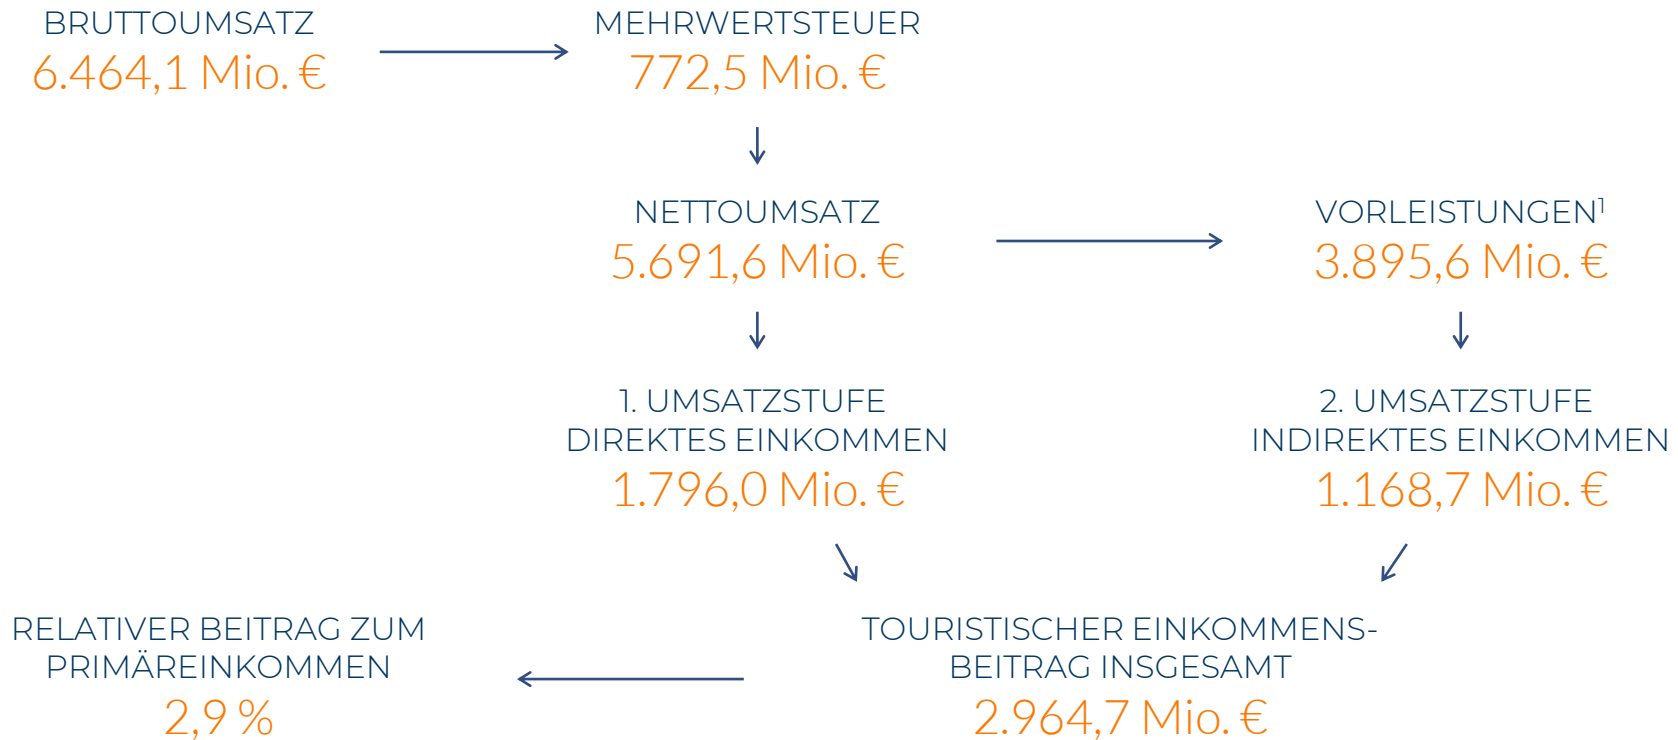 BRUTTOUMSATZ
6.464,1 Mio. €
MEHRWERTSTEUER
772,5 Mio. €
NETTOUMSATZ
5.691,6 Mio. €
VORLEISTUNGEN¹
3.895,6 Mio. €
1. UMSATZSTUFE
DIREKTES EINKOMMEN
1.796,0 Mio. €
2. UMSATZSTUFE
INDIREKTES EINKOMMEN
1.168,7 Mio. €
RELATIVER BEITRAG ZUM
PRIMÄREINKOMMEN
2,9 %
TOURISTISCHER EINKOMMENS-
BEITRAG INSGESAMT
2.964,7 Mio. €